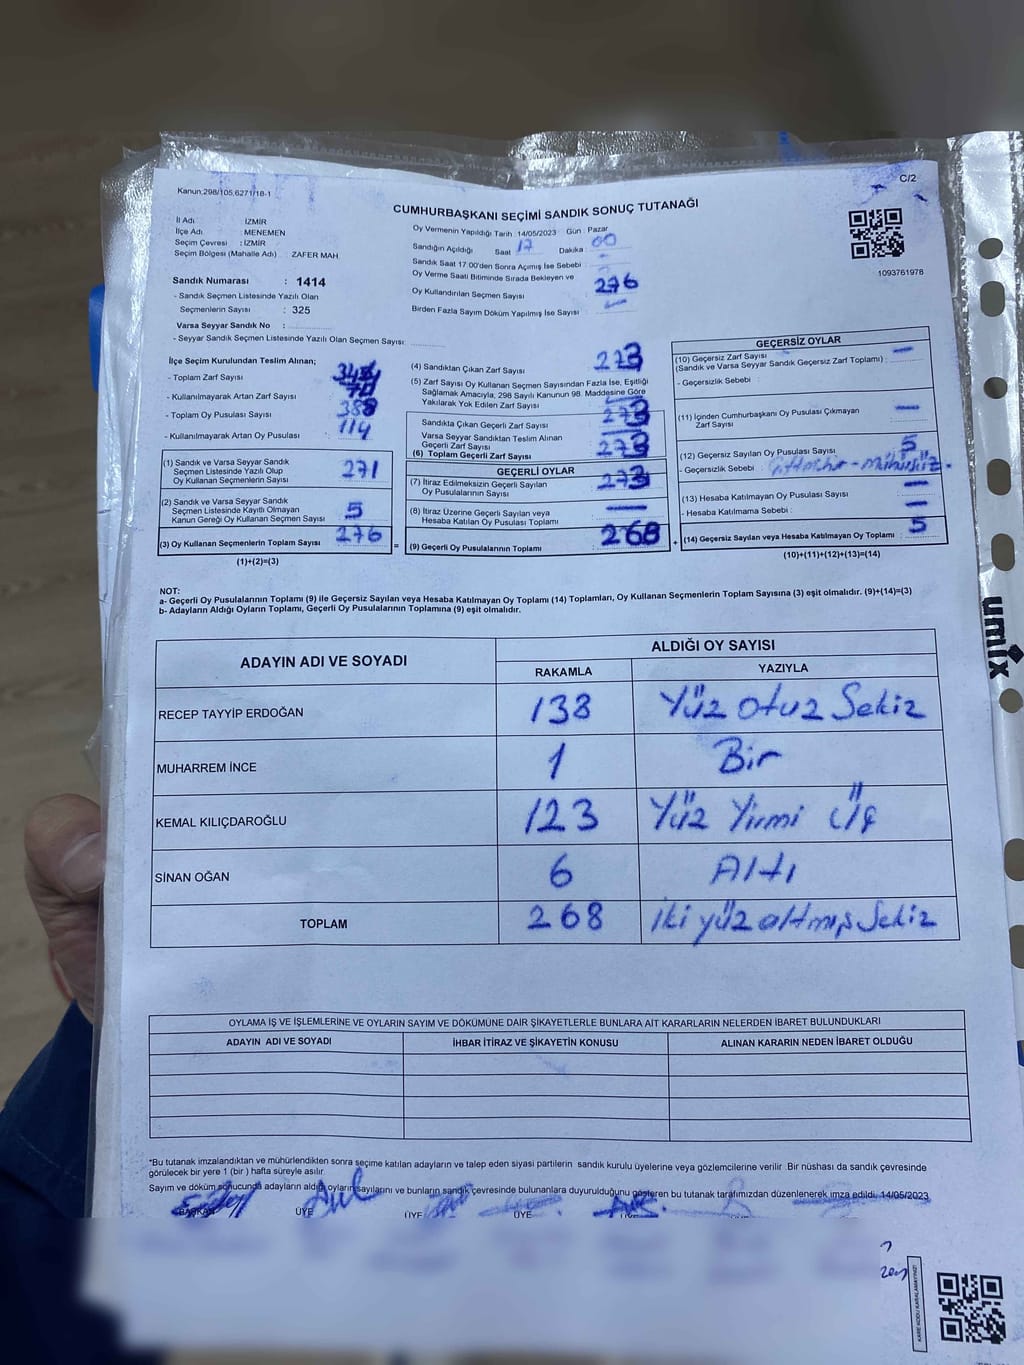 Kanun,298/105,6271/18-1
C/2
CUMHURBAŞKANI SEÇİMİ SANDIK SONUÇ TUTANAĞI
İl Adı : İZMİR
İlçe Adı : MENEMEN
Seçim Çevresi : İZMİR
Seçim Bölgesi (Mahalle Adı) : ZAFER MAH
Sandık Numarası : 1414
- Sandık Seçmen Listesinde Yazılı Olan
Seçmenlerin Sayısı : 325
Varsa Seyyar Sandık No :
- Seyyar Sandık Seçmen Listesinde Yazılı Olan Seçmen Sayısı:
Oy Vermenin Yapıldığı Tarih : 14/05/2023 Gün : Pazar
Sandığın Açıldığı Saat 17 Dakika : 00
Sandık Saat 17.00'den Sonra Açımış İse Sebebi : -
Oy Verme Saati Bitiminde Sırada Bekleyen ve
Oy Kullandırılan Seçmen Sayısı : 276
Birden Fazla Sayım Döküm Yapılmış İse Sayısı : -
1093761978
İlçe Seçim Kurulundan Teslim Alınan;
- Toplam Zarf Sayısı :
- Kullanılmayarak Artan Zarf Sayısı : 70
- Toplam Oy Pusulası Sayısı : 388
- Kullanılmayarak Artan Oy Pusulası : 114
(1) Sandık ve Varsa Seyyar Sandık
Seçmen Listesinde Yazılı Olup
Oy Kullanan Seçmenlerin Sayısı : 271
(2) Sandık ve Varsa Seyyar Sandık
Seçmen Listesinde Kayıtlı Olmayan
Kanun Gereği Oy Kullanan Seçmen Sayısı : 5
(3) Oy Kullanan Seçmenlerin Toplam Sayısı : 276
(1)+(2)=(3)
(4) Sandıktan Çıkan Zarf Sayısı : 273
(5) Zarf Sayısı Oy Kullanan Seçmen Sayısından Fazla İse, Eşitliği
Sağlamak Amacıyla, 298 Sayılı Kanunun 98. Maddesine Göre
Yakılarak Yok Edilen Zarf Sayısı : -
Sandıkta Çıkan Geçerli Zarf Sayısı : 273
Varsa Seyyar Sandıktan Teslim Alınan
Geçerli Zarf Sayısı : -
(6) Toplam Geçerli Zarf Sayısı : 273
GEÇERLİ OYLAR
(7) İtiraz Edilmeksizin Geçerli Sayılan
Oy Pusulalarının Sayısı : 273
(8) İtiraz Üzerine Geçerli Sayılan veya
Hesaba Katılan Oy Pusulası Toplamı : -
= (9) Geçerli Oy Pusulalarının Toplamı : 268
GEÇERSİZ OYLAR
(10) Geçersiz Zarf Sayısı
(Sandık ve Varsa Seyyar Sandık Geçersiz Zarf Toplamı) : -
- Geçersizlik Sebebi :
(11) İçinden Cumhurbaşkanı Oy Pusulası Çıkmayan
Zarf Sayısı : -
(12) Geçersiz Sayılan Oy Pusulası Sayısı : 5
- Geçersizlik Sebebi : Çift Mühür - Mühürsüz.
(13) Hesaba Katılmayan Oy Pusulası Sayısı : -
- Hesaba Katılmama Sebebi : -
+ (14) Geçersiz Sayılan veya Hesaba Katılmayan Oy Toplamı : 5
(10)+(11)+(12)+(13)=(14)
NOT:
a- Geçerli Oy Pusulalarının Toplamı (9) ile Geçersiz Sayılan veya Hesaba Katılmayan Oy Toplamı (14) Toplamları, Oy Kullanan Seçmenlerin Toplam Sayısına (3) eşit olmalıdır. (9)+(14)=(3)
b- Adayların Aldığı Oyların Toplamı, Geçerli Oy Pusulalarının Toplamına (9) eşit olmalıdır.
ADAYIN ADI VE SOYADI ALDIĞI OY SAYISI
RAKAMLA YAZIYLA
RECEP TAYYİP ERDOĞAN 138 Yüz Otuz Sekiz
MUHARREM İNCE 1 Bir
KEMAL KILIÇDAROĞLU 123 Yüz Yirmi Üç
SİNAN OĞAN 6 Altı
TOPLAM 268 iki yüz altmış Sekiz
OYLAMA İŞ VE İŞLEMLERİNE VE OYLARIN SAYIM VE DÖKÜMÜNE DAİR ŞİKAYETLERLE BUNLARA AİT KARARLARIN NELERDEN İBARET BULUNDUKLARI
ADAYIN ADI VE SOYADI İHBAR İTİRAZ VE ŞİKAYETİN KONUSU ALINAN KARARIN NEDEN İBARET OLDUĞU
*Bu tutanak imzalandıktan ve mühürlendikten sonra seçime katılan adayların ve talep eden siyasi partilerin sandık kurulu üyelerine veya gözlemcilerine verilir Bir nüshası da sandık çevresinde
görülecek bir yere 1 (bir ) hafta süreyle asılır.
Sayım ve döküm sonucunda adayların aldığı oyların sayılarını ve bunların sandık çevresinde bulunanlara duyurulduğunu gösteren bu tutanak tarafımızdan düzenlenerek imza edildi. 14/05/2023
BAŞKAN ÜYE ÜYE ÜYE ÜYE
KARE KODU KARALAMAYINIZ!
umix